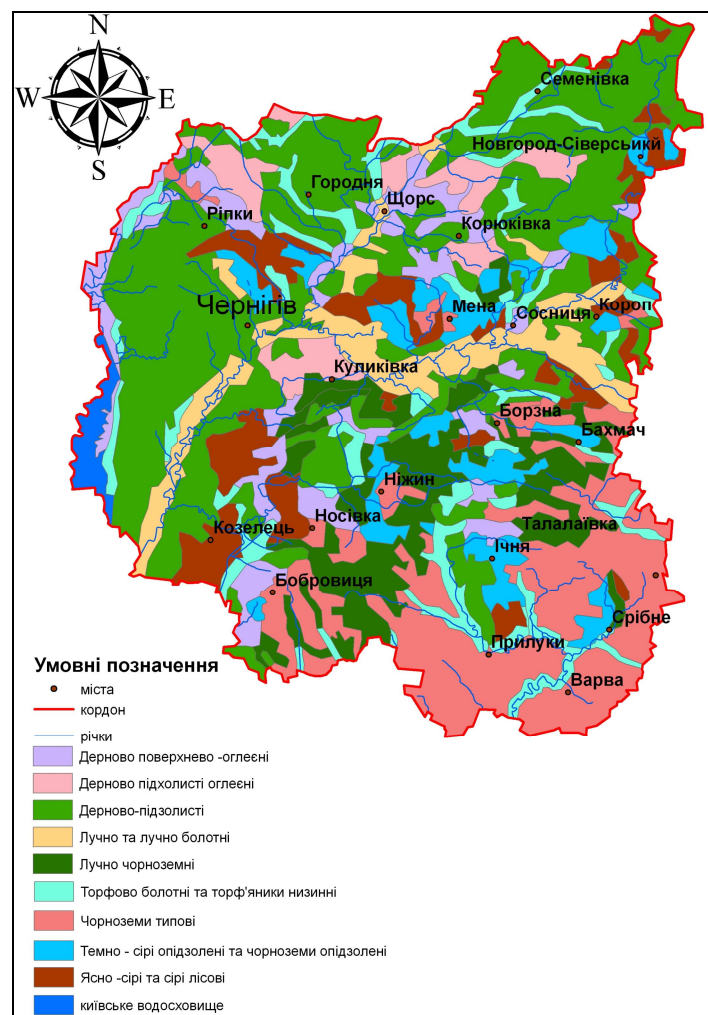 N
W
E
S
Семенівка
Новгород-Сіверсьикй
Городня
Щорс
Ріпки
Корюківка
Чернігів
Мена
Сосниця
Короп
Куликівка
Борзна
Бахмач
Ніжин
Носівка
Талалаївка
Козелець
Ічня
Бобровиця
Срібне
Прилуки
Варва
Умовні позначення
міста
кордон
річки
Дерново поверхнево -оглеєні
Дерново підхолисті оглеєні
Дерново-підзолисті
Лучно та лучно болотні
Лучно чорноземні
Торфово болотні та торф'яники низинні
Чорноземи типові
Темно - сірі опідзолені та чорноземи опідзолені
Ясно -сірі та сірі лісові
київське водосховище